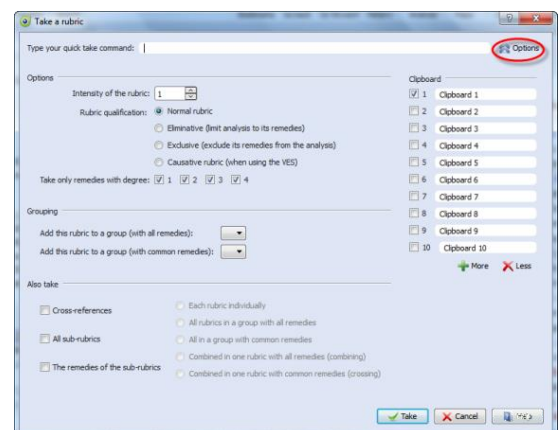 Take a rubric
Type your quick take command:
Options
Options
Intensity of the rubric: 1
Rubric qualification:
Normal rubric
Eliminative (limit analysis to its remedies)
Exclusive (exclude its remedies from the analysis)
Causative rubric (when using the VES)
Take only remedies with degree: 1 2 3 4
Grouping
Add this rubric to a group (with all remedies):
Add this rubric to a group (with common remedies):
Also take
Cross-references
All sub-rubrics
The remedies of the sub-rubrics
Each rubric individually
All rubrics in a group with all remedies
All in a group with common remedies
Combined in one rubric with all remedies (combining)
Combined in one rubric with common remedies (crossing)
Clipboard
1 Clipboard 1
2 Clipboard 2
3 Clipboard 3
4 Clipboard 4
5 Clipboard 5
6 Clipboard 6
7 Clipboard 7
8 Clipboard 8
9 Clipboard 9
10 Clipboard 10
More Less
Take Cancel